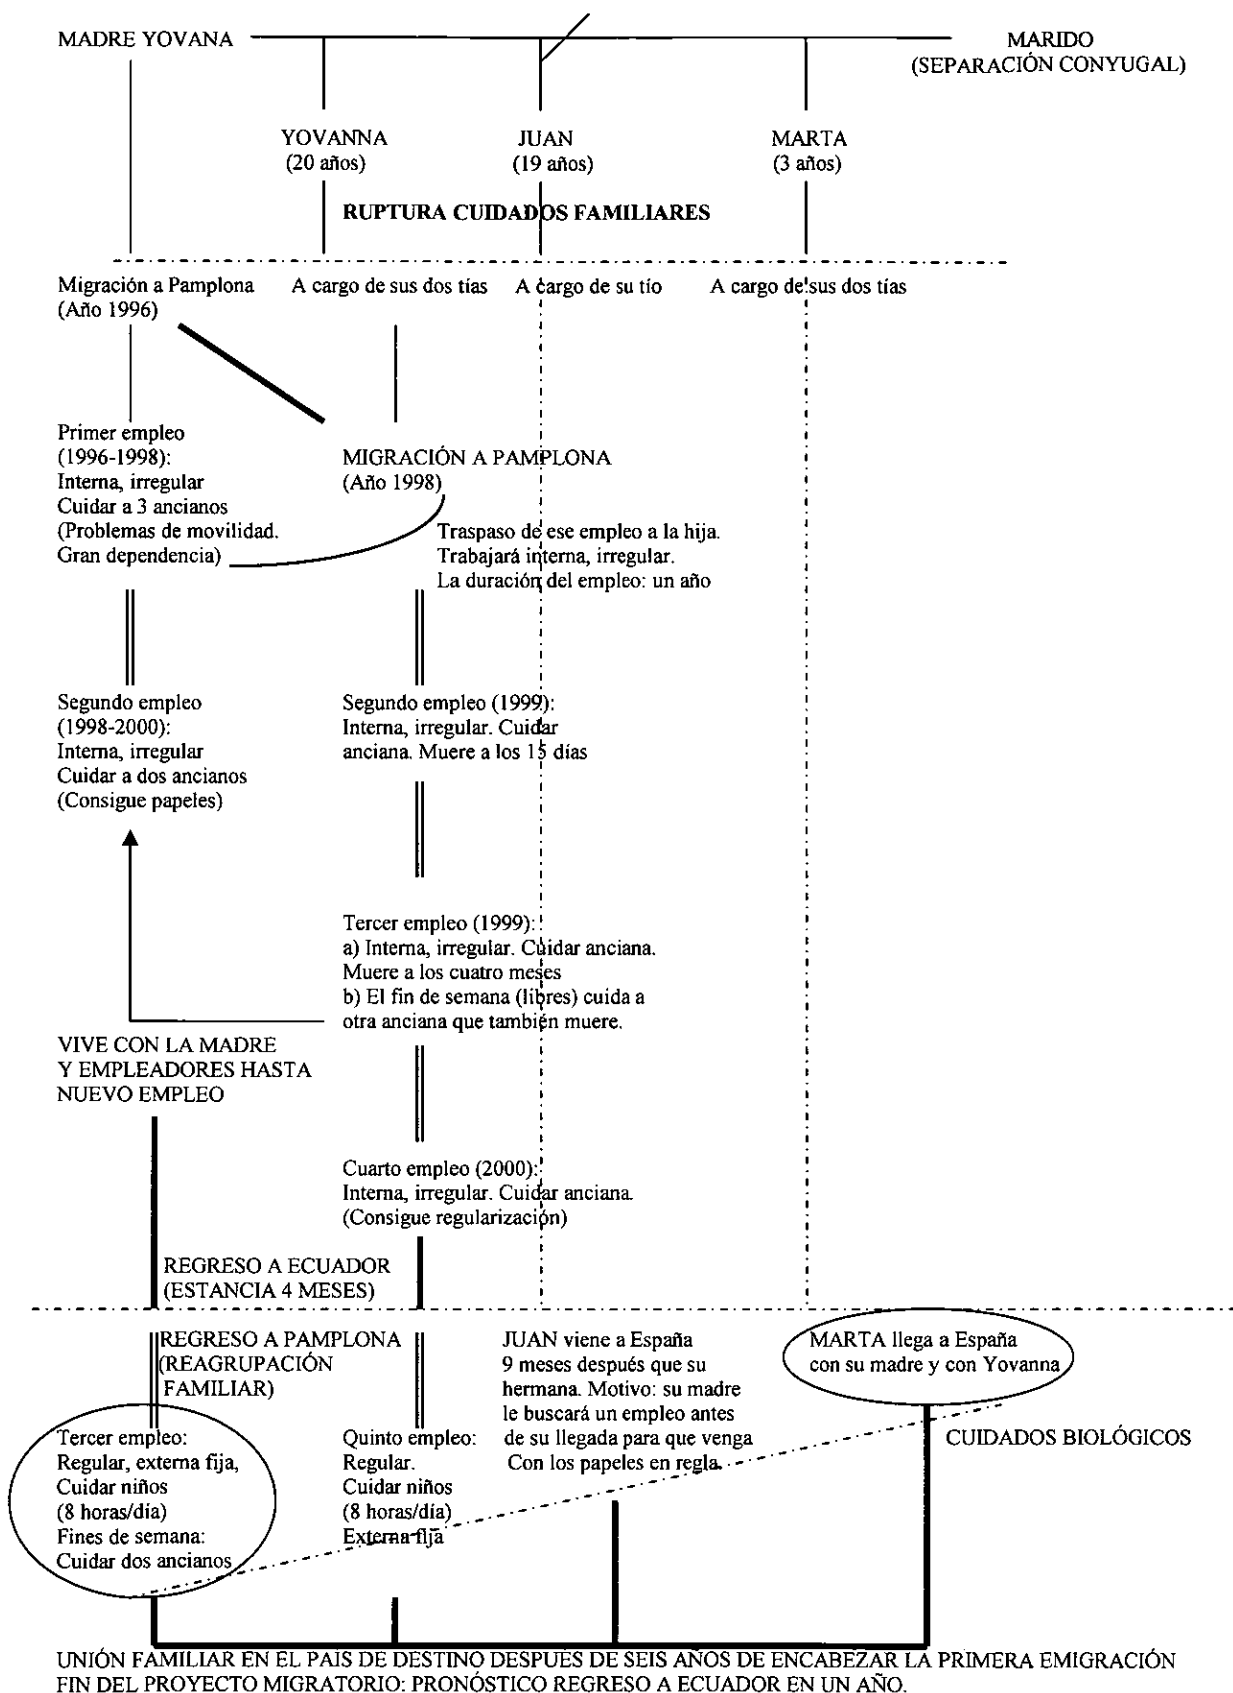 MADRE YOVANA
MARIDO
(SEPARACIÓN CONYUGAL)
YOVANNA
(20 años)
JUAN
(19 años)
MARTA
(3 años)
RUPTURA CUIDADOS FAMILIARES
Migración a Pamplona
(Año 1996)
A cargo de sus dos tías
A cargo de su tío
A cargo de sus dos tías
Primer empleo
(1996-1998):
Interna, irregular
Cuidar a 3 ancianos
(Problemas de movilidad.
Gran dependencia)
MIGRACIÓN A PAMPLONA
(Año 1998)
Traspaso de ese empleo a la hija.
Trabajará interna, irregular.
La duración del empleo: un año
Segundo empleo
(1998-2000):
Interna, irregular
Cuidar a dos ancianos
(Consigue papeles)
Segundo empleo (1999):
Interna, irregular. Cuidar
anciana. Muere a los 15 días
Tercer empleo (1999):
a) Interna, irregular. Cuidar anciana.
Muere a los cuatro meses
b) El fin de semana (libres) cuida a
otra anciana que también muere.
VIVE CON LA MADRE
Y EMPLEADORES HASTA
NUEVO EMPLEO
Cuarto empleo (2000):
Interna, irregular. Cuidar anciana.
(Consigue regularización)
REGRESO A ECUADOR
(ESTANCIA 4 MESES)
REGRESO A PAMPLONA
(REAGRUPACIÓN
FAMILIAR)
JUAN viene a España
9 meses después que su
hermana. Motivo: su madre
le buscará un empleo antes
de su llegada para que venga
Con los papeles en regla.
MARTA llega a España
con su madre y con Yovanna
Tercer empleo:
Regular, externa fija,
Cuidar niños
(8 horas/día)
Fines de semana:
Cuidar dos ancianos
Quinto empleo:
Regular.
Cuidar niños
(8 horas/día)
Externa fija
CUIDADOS BIOLÓGICOS
UNIÓN FAMILIAR EN EL PAÍS DE DESTINO DESPUÉS DE SEIS AÑOS DE ENCABEZAR LA PRIMERA EMIGRACIÓN
FIN DEL PROYECTO MIGRATORIO: PRONÓSTICO REGRESO A ECUADOR EN UN AÑO.